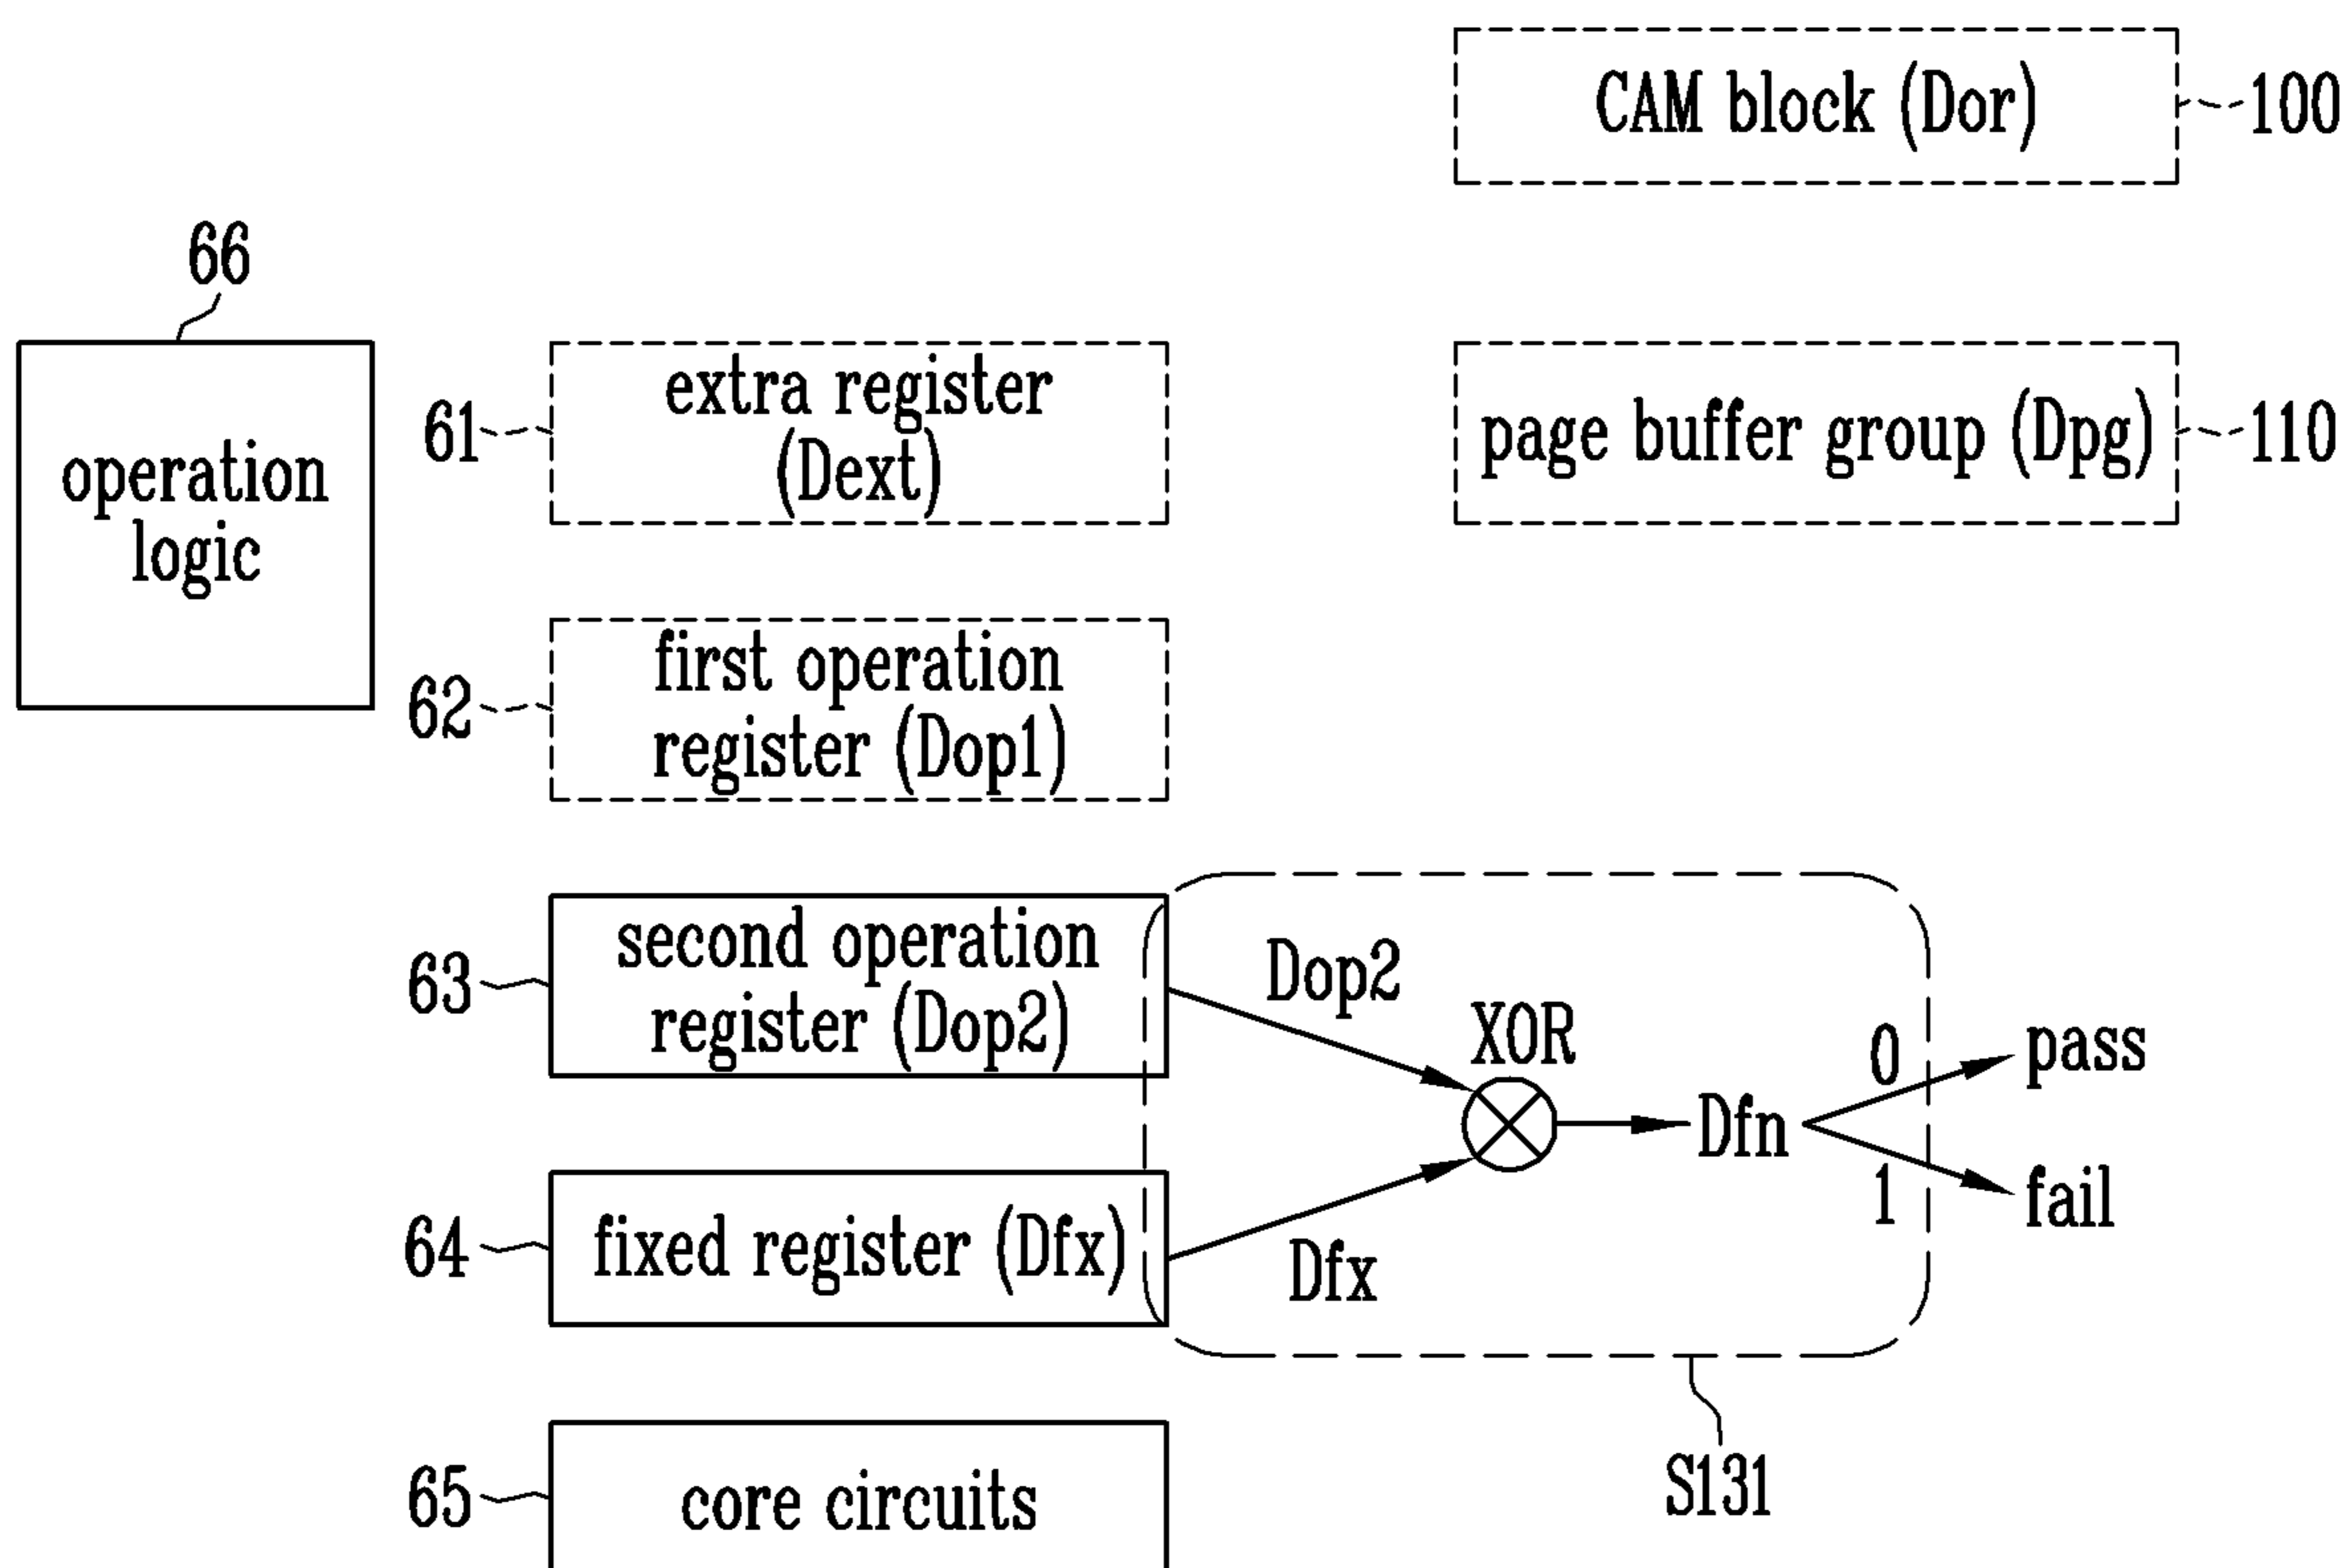 CAM block (Dor)
100
66
operation
logic
61
extra register
(Dext)
page buffer group (Dpg)
110
62
first operation
register (Dop1)
63
second operation
register (Dop2)
Dop2
XOR
Dfn
0
pass
1
fail
64
fixed register (Dfx)
Dfx
S131
65
core circuits